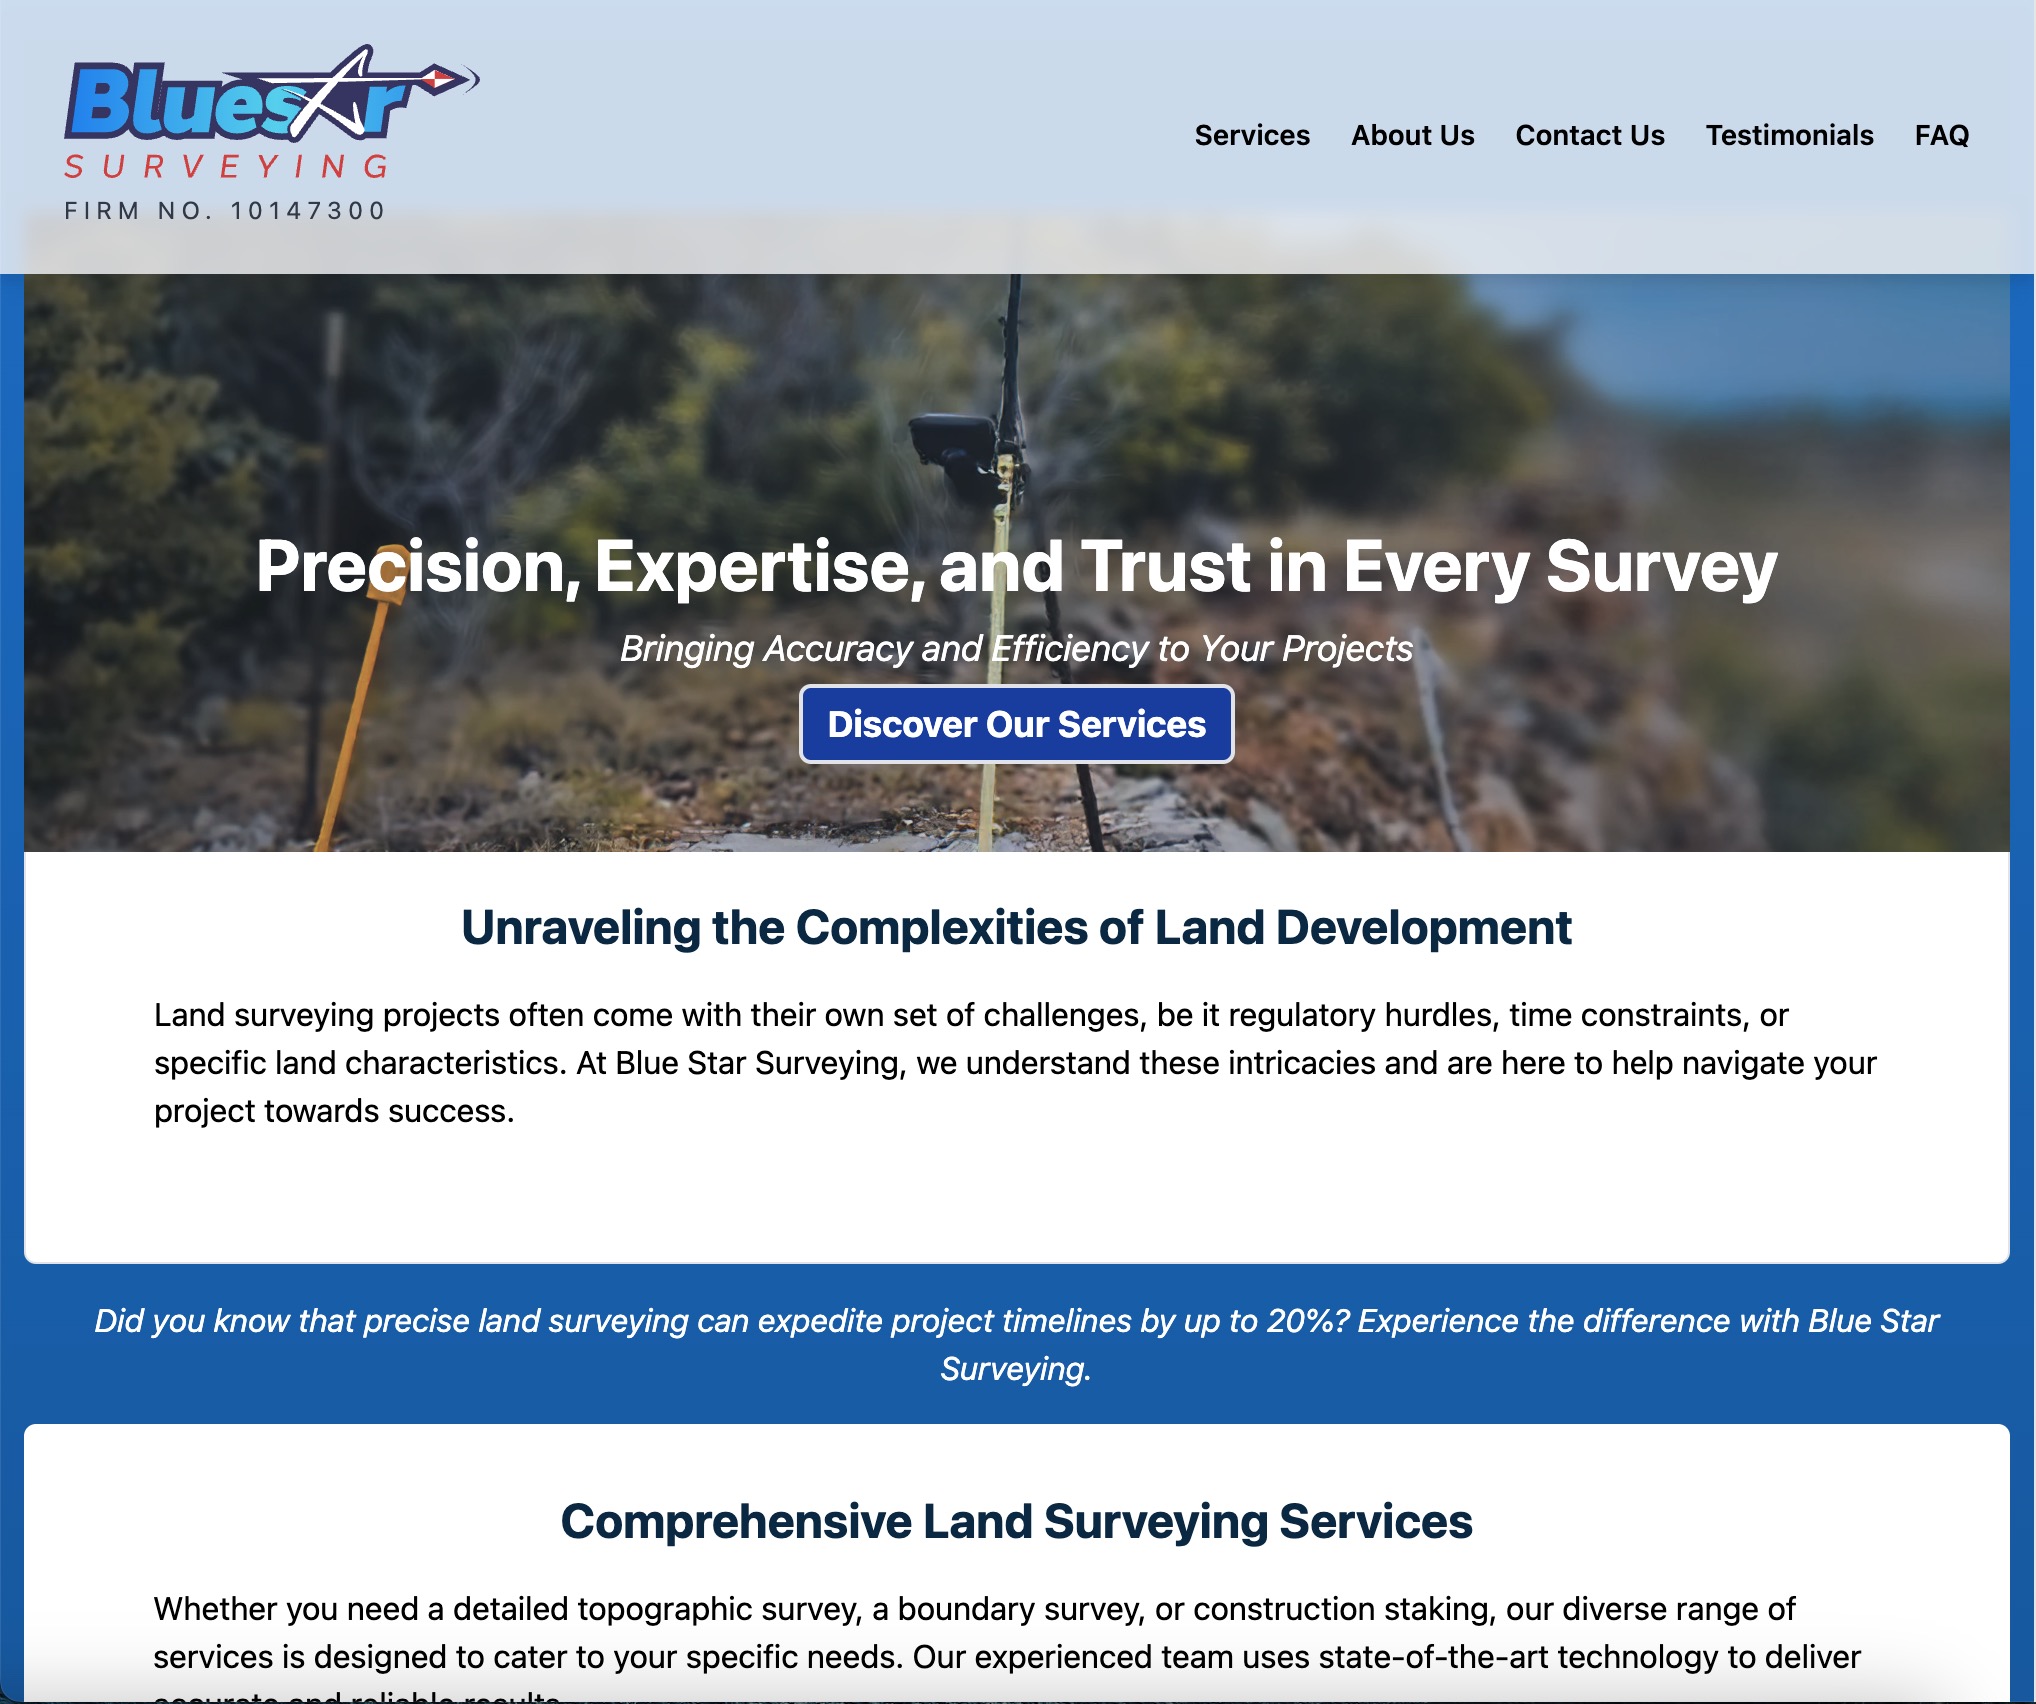 Bluestar
SURVEYING
FIRM NO. 10147300
Services About Us Contact Us Testimonials FAQ
Precision, Expertise, and Trust in Every Survey
Bringing Accuracy and Efficiency to Your Projects
Discover Our Services
Unraveling the Complexities of Land Development
Land surveying projects often come with their own set of challenges, be it regulatory hurdles, time constraints, or
specific land characteristics. At Blue Star Surveying, we understand these intricacies and are here to help navigate your
project towards success.
Did you know that precise land surveying can expedite project timelines by up to 20%? Experience the difference with Blue Star
Surveying.
Comprehensive Land Surveying Services
Whether you need a detailed topographic survey, a boundary survey, or construction staking, our diverse range of
services is designed to cater to your specific needs. Our experienced team uses state-of-the-art technology to deliver
accurate and reliable results.